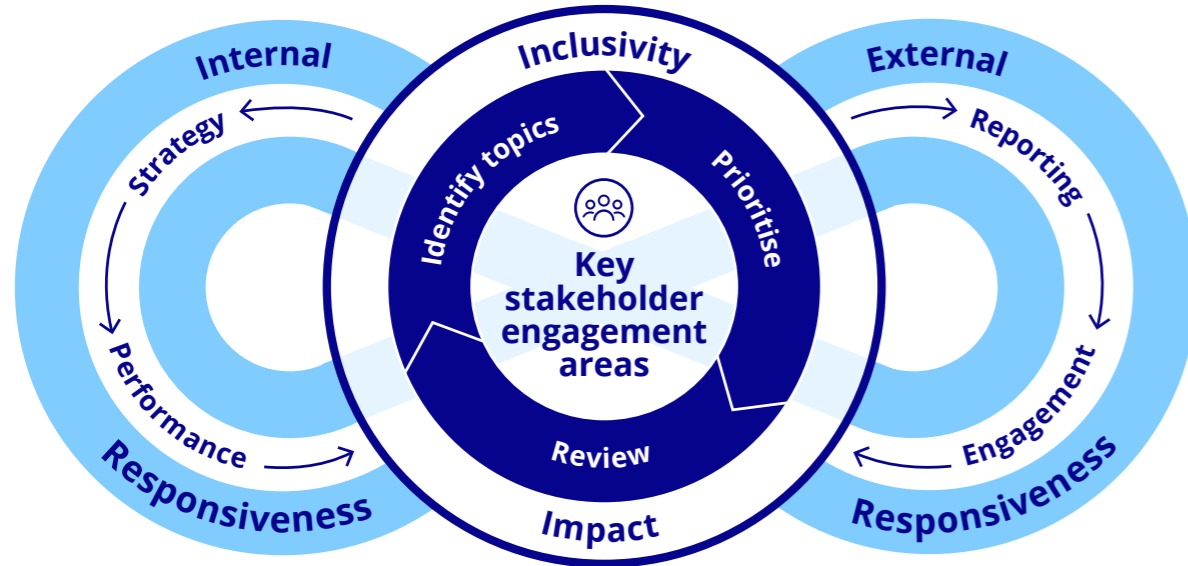 Internal
Strategy
Performance
Responsiveness
Inclusivity
Identify topics
Prioritise
Review
Key
stakeholder
engagement
areas
Impact
External
Reporting
Engagement
Responsiveness